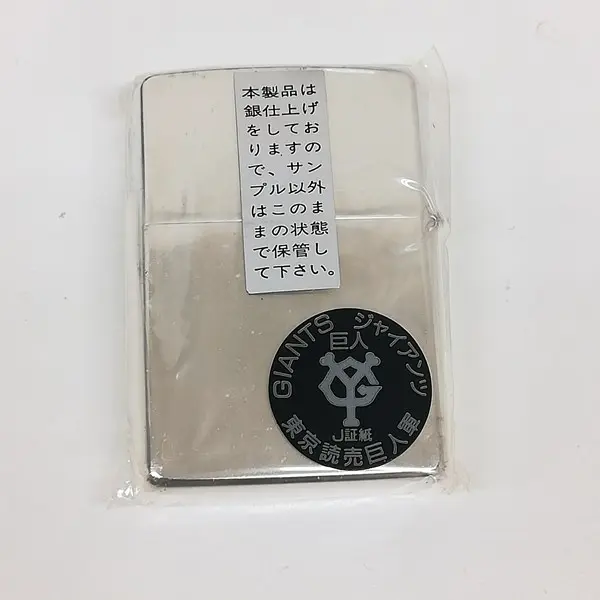 本製品は
銀仕上げ
をしてお
りますの
で、サン
プル以外
はこのま
まの状態
で保管し
て下さい。
GIANTS ジャイアンツ
巨人
YG
J証紙
東京読売巨人軍